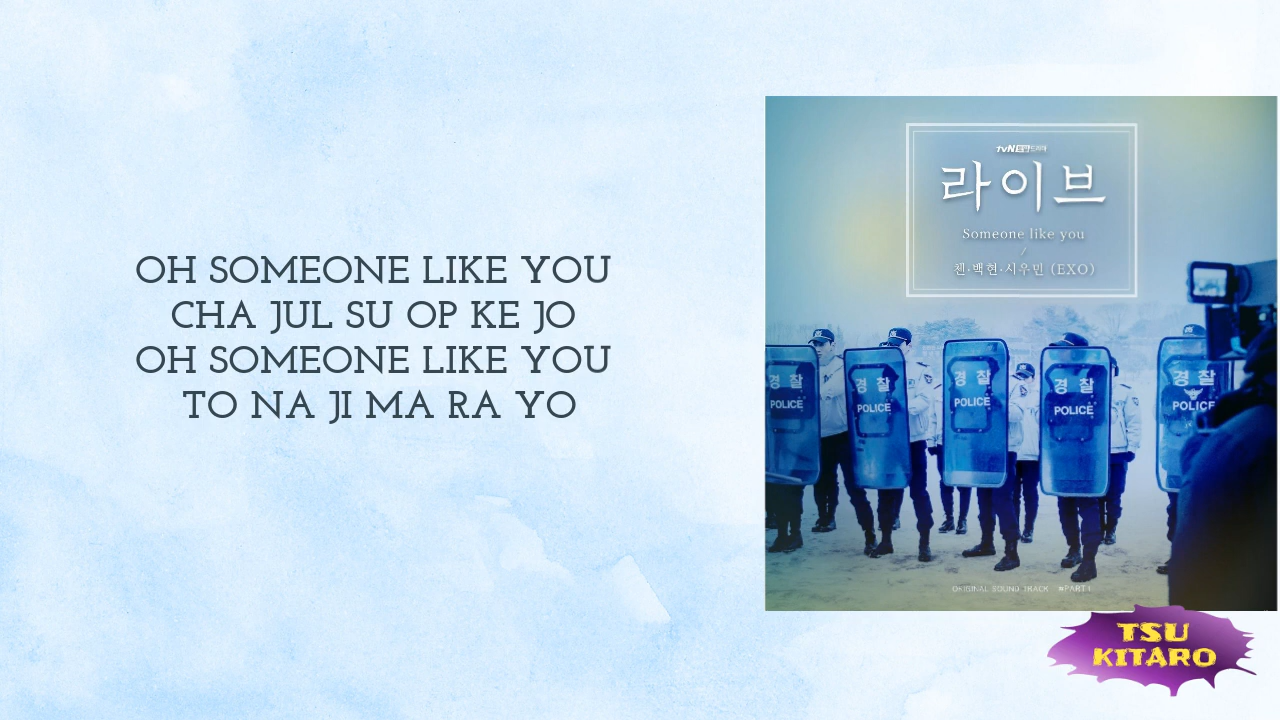 OH SOMEONE LIKE YOU
CHA JUL SU OP KE JO
OH SOMEONE LIKE YOU
TO NA JI MA RA YO
tvN
라이브
Someone like you
/
첸·백현·시우민 (EXO)
경찰 경찰 경찰 경찰 경찰
POLICE POLICE POLICE POLICE POLICE
ORIGINAL SOUND TRACK #PART1
TSU
KITARO